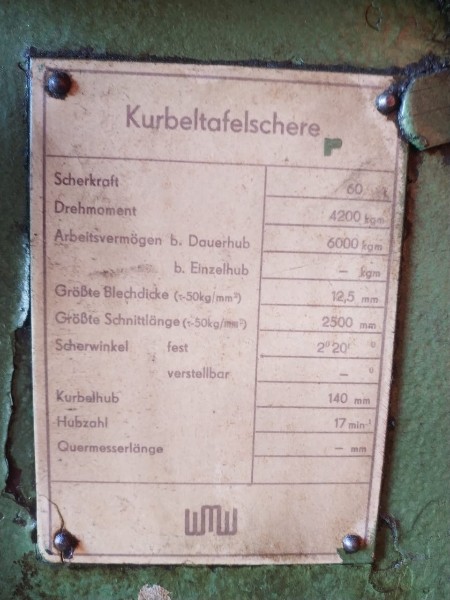 Kurbeltafelschere
Scherkraft 60
Drehmoment 4200 kgm
Arbeitsvermögen b. Dauerhub 6000 kgm
b. Einzelhub – kgm
Größte Blechdicke (τ-50kg/mm²) 12,5 mm
Größte Schnittlänge (τ-50kg/mm²) 2500 mm
Scherwinkel fest 2° 20'
verstellbar –
Kurbelhub 140 mm
Hubzahl 17 min⁻¹
Quermesserlänge – mm
WMW